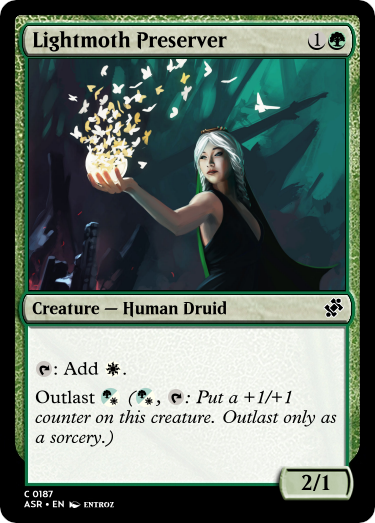 Lightmoth Preserver 1
Creature — Human Druid
: Add .
Outlast ( , : Put a +1/+1
counter on this creature. Outlast only as
a sorcery.)
2/1
C 0187
ASR • EN ENTROZ